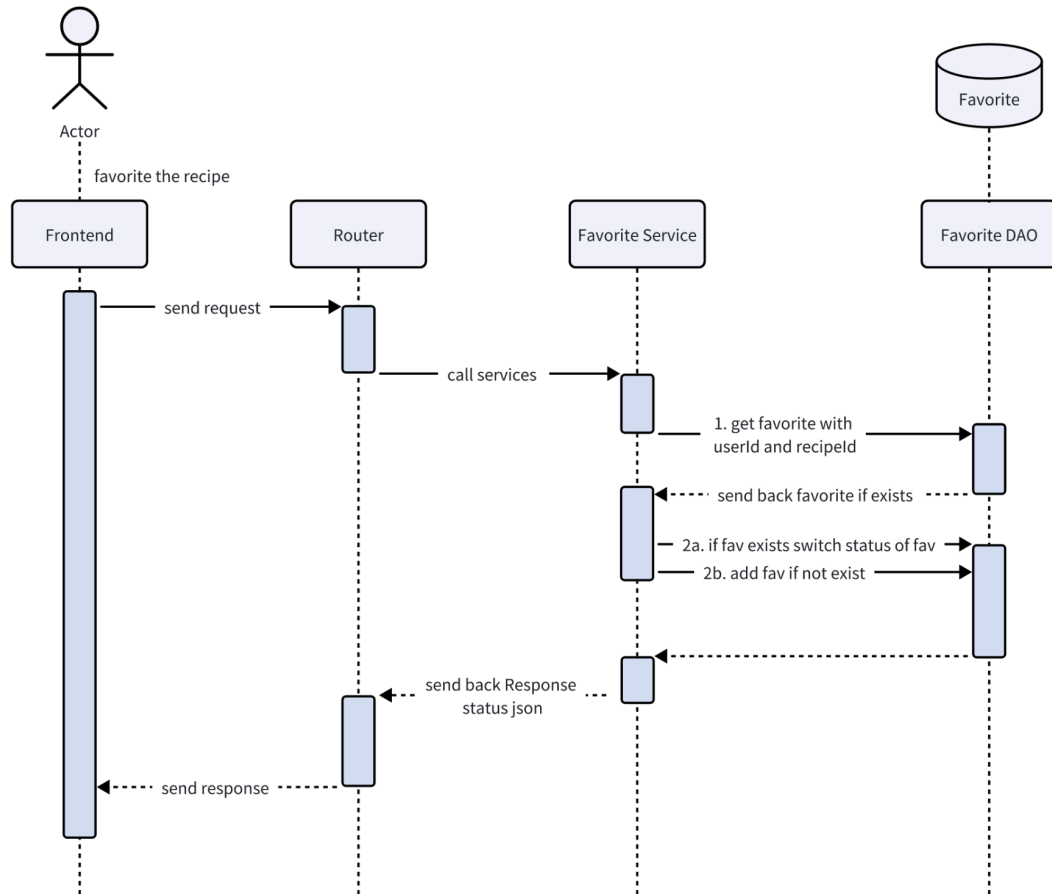 Favorite
Actor
favorite the recipe
Frontend
Router
Favorite Service
Favorite DAO
send request
call services
1. get favorite with
userId and recipeId
send back favorite if exists
2a. if fav exists switch status of fav
2b. add fav if not exist
send back Response
status json
send response